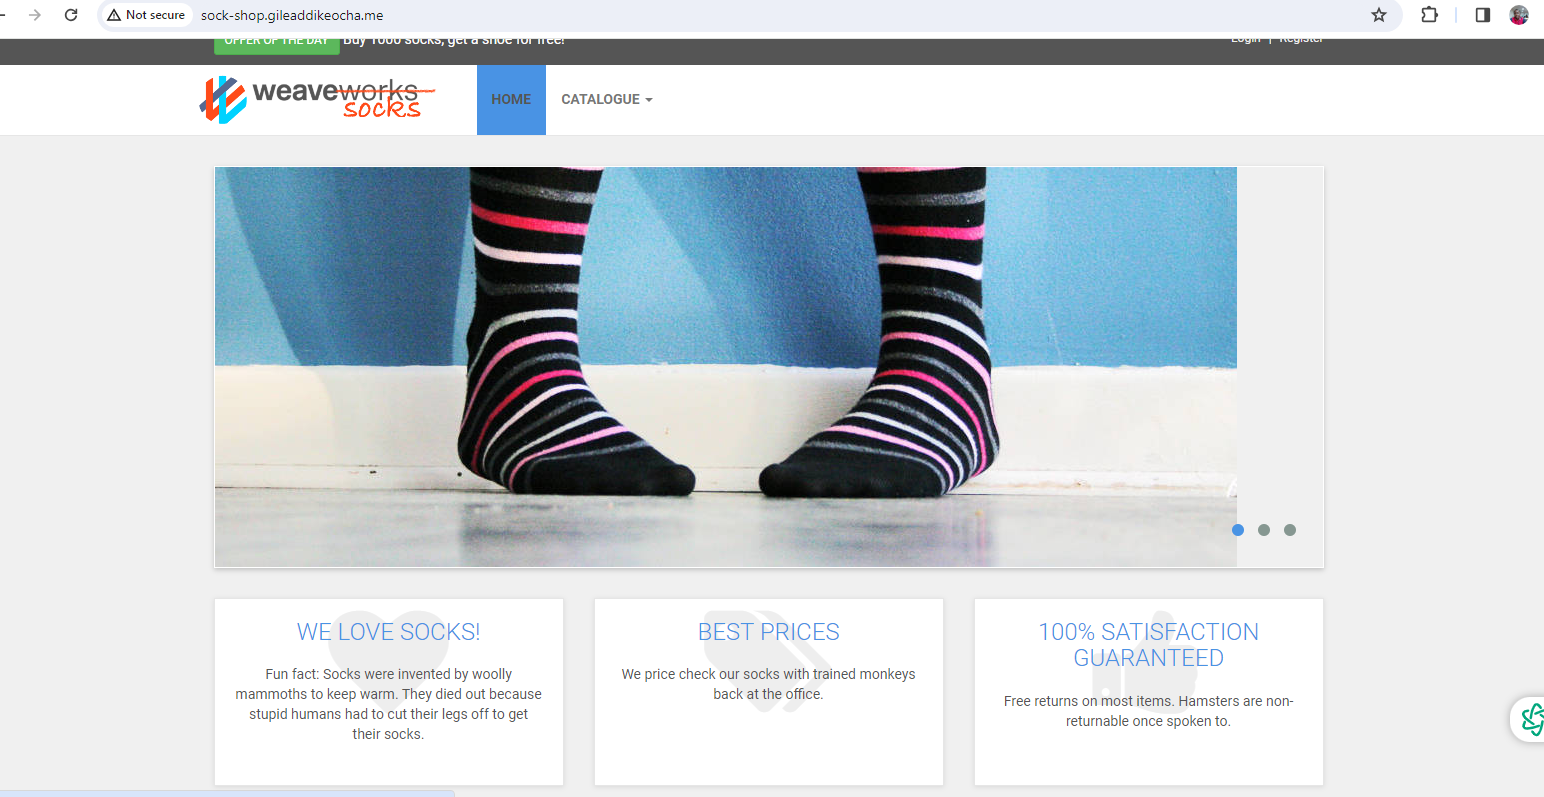 Not secure sock-shop.gileaddikeocha.me
OFFER OF THE DAY Buy 1000 socks, get a shoe for free!
Login | Register
weaveworks
socks
HOME CATALOGUE
WE LOVE SOCKS!
Fun fact: Socks were invented by woolly
mammoths to keep warm. They died out because
stupid humans had to cut their legs off to get
their socks.
BEST PRICES
We price check our socks with trained monkeys
back at the office.
100% SATISFACTION
GUARANTEED
Free returns on most items. Hamsters are non-
returnable once spoken to.